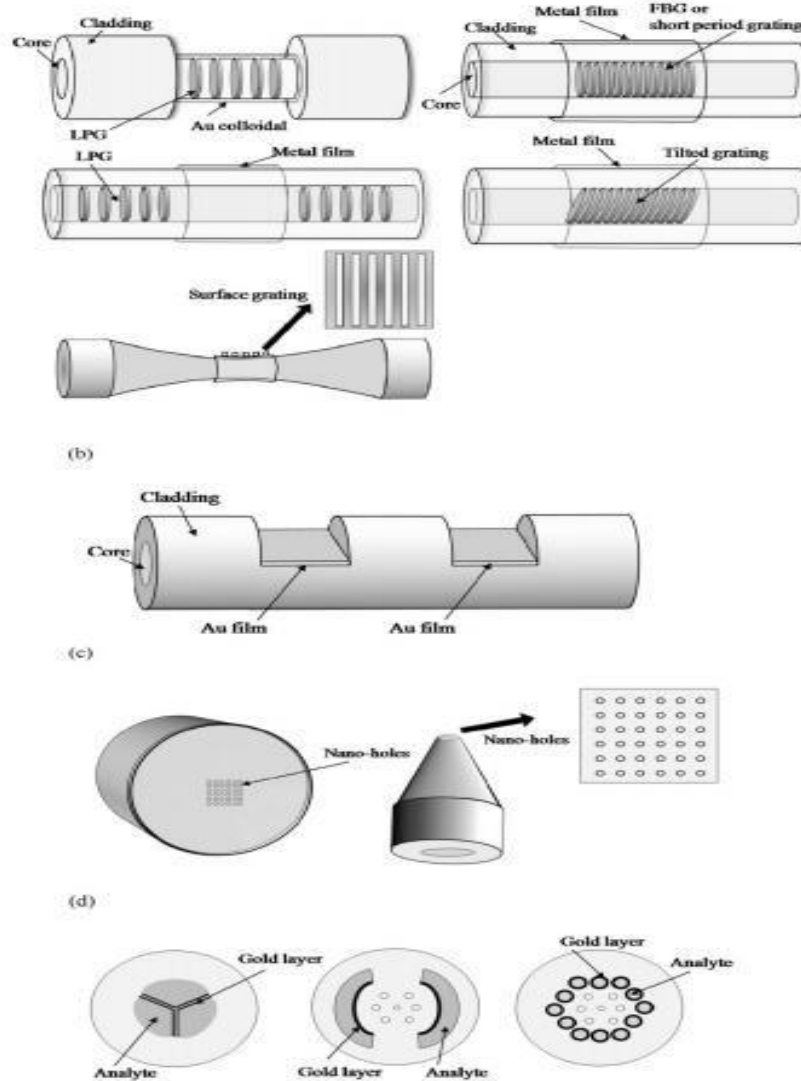 Cladding
Core
LPG
Au colloidal
Metal film
FBG or
short period grating
Cladding
Core
LPG
Metal film
Metal film
Tilted grating
Surface grating
(b)
Cladding
Core
Au film
Au film
(c)
Nano-holes
Nano-holes
(d)
Gold layer
Analyte
Gold layer
Analyte
Gold layer
Analyte